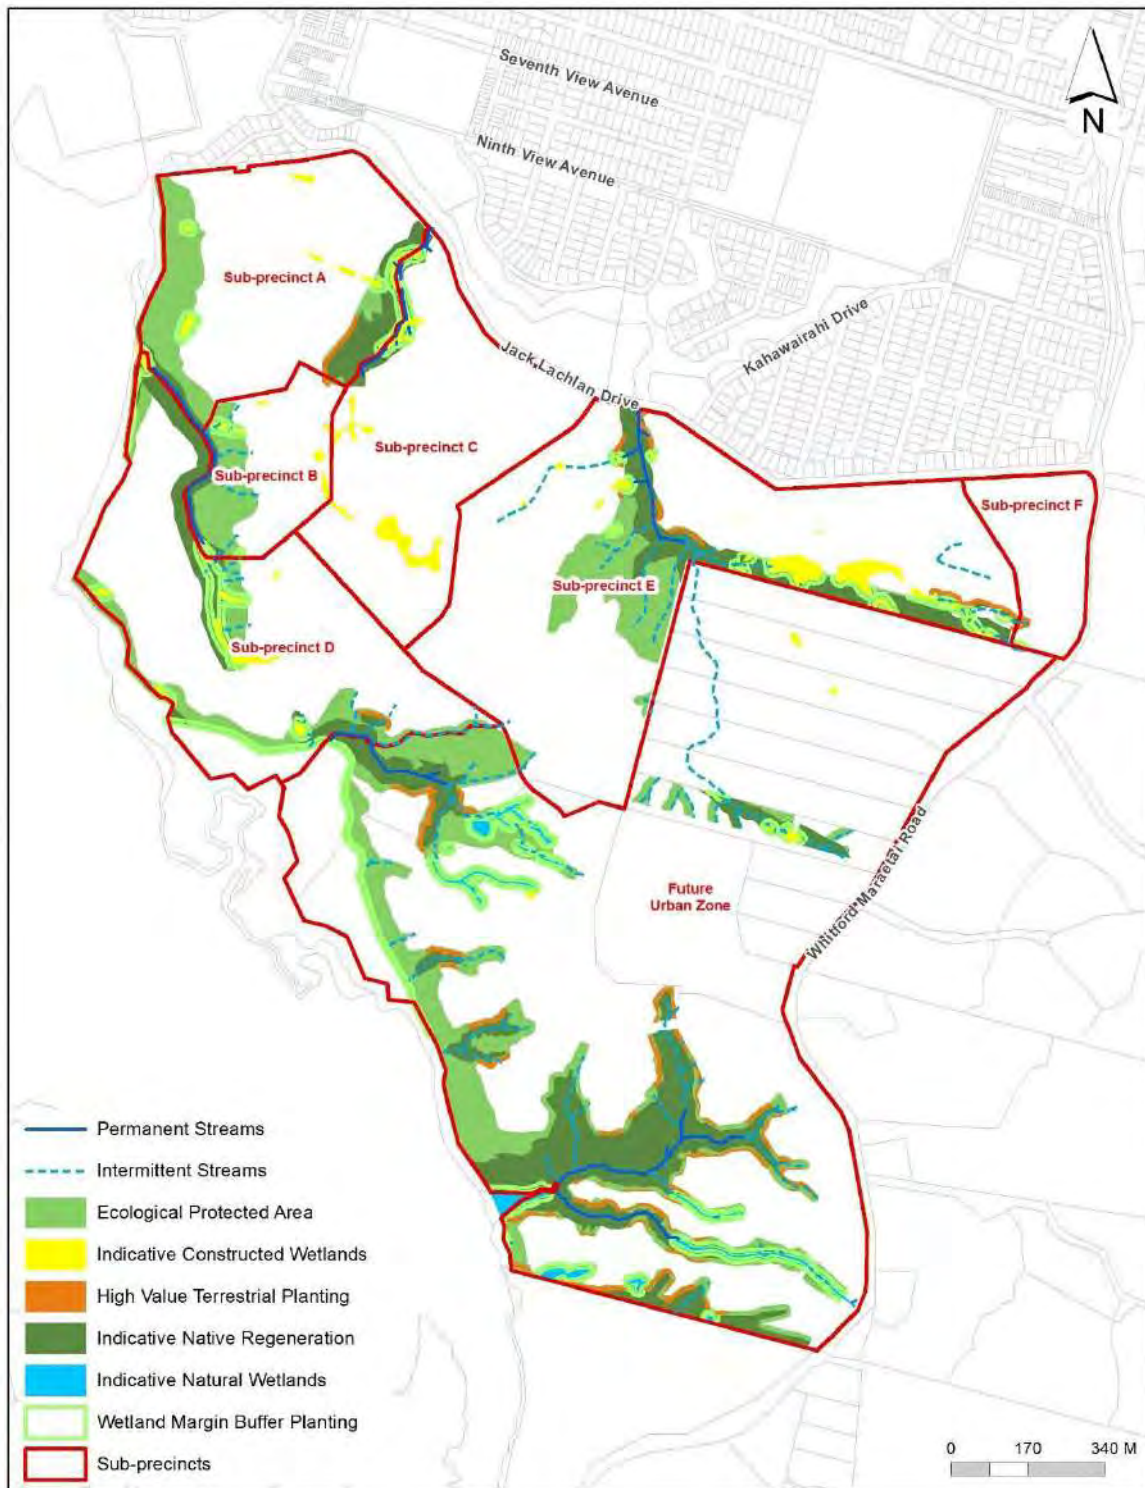 Seventh View Avenue
Ninth View Avenue
N
Sub-precinct A
Kahawairahi Drive
Jack Lachlan Drive
Sub-precinct C
Sub-precinct B
Sub-precinct F
Sub-precinct E
Sub-precinct D
Whitford Maraetai Road
Future
Urban Zone
Permanent Streams
Intermittent Streams
Ecological Protected Area
Indicative Constructed Wetlands
High Value Terrestrial Planting
Indicative Native Regeneration
Indicative Natural Wetlands
Wetland Margin Buffer Planting
Sub-precincts
0 170 340 M